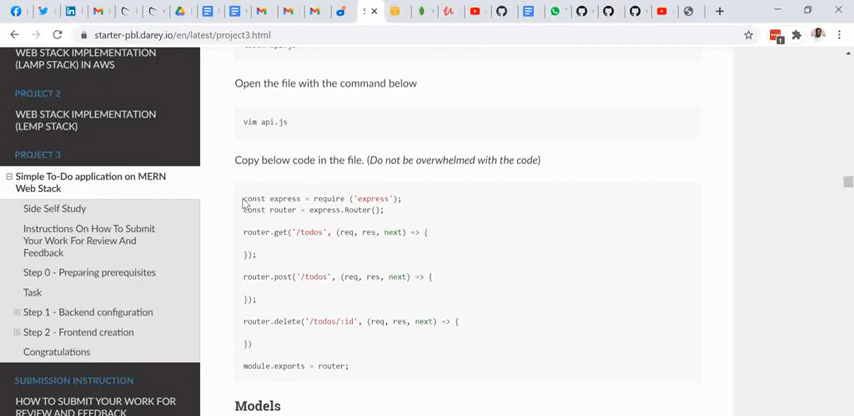 starter-pbl.darey.io/en/latest/project3.html
WEB STACK IMPLEMENTATION
(LAMP STACK) IN AWS
PROJECT 2
WEB STACK IMPLEMENTATION
(LEMP STACK)
PROJECT 3
Simple To-Do application on MERN
Web Stack
Side Self Study
Instructions On How To Submit
Your Work For Review And
Feedback
Step 0 - Preparing prerequisites
Task
Step 1 - Backend configuration
Step 2 - Frontend creation
Congratulations
SUBMISSION INSTRUCTION
HOW TO SUBMIT YOUR WORK FOR
REVIEW AND FEEDBACK
Open the file with the command below
vim api.js
Copy below code in the file. (Do not be overwhelmed with the code)
const express = require ('express');
const router = express.Router();
router.get('/todos', (req, res, next) => {
});
router.post('/todos', (req, res, next) => {
});
router.delete('/todos/:id', (req, res, next) => {
})
module.exports = router;
Models